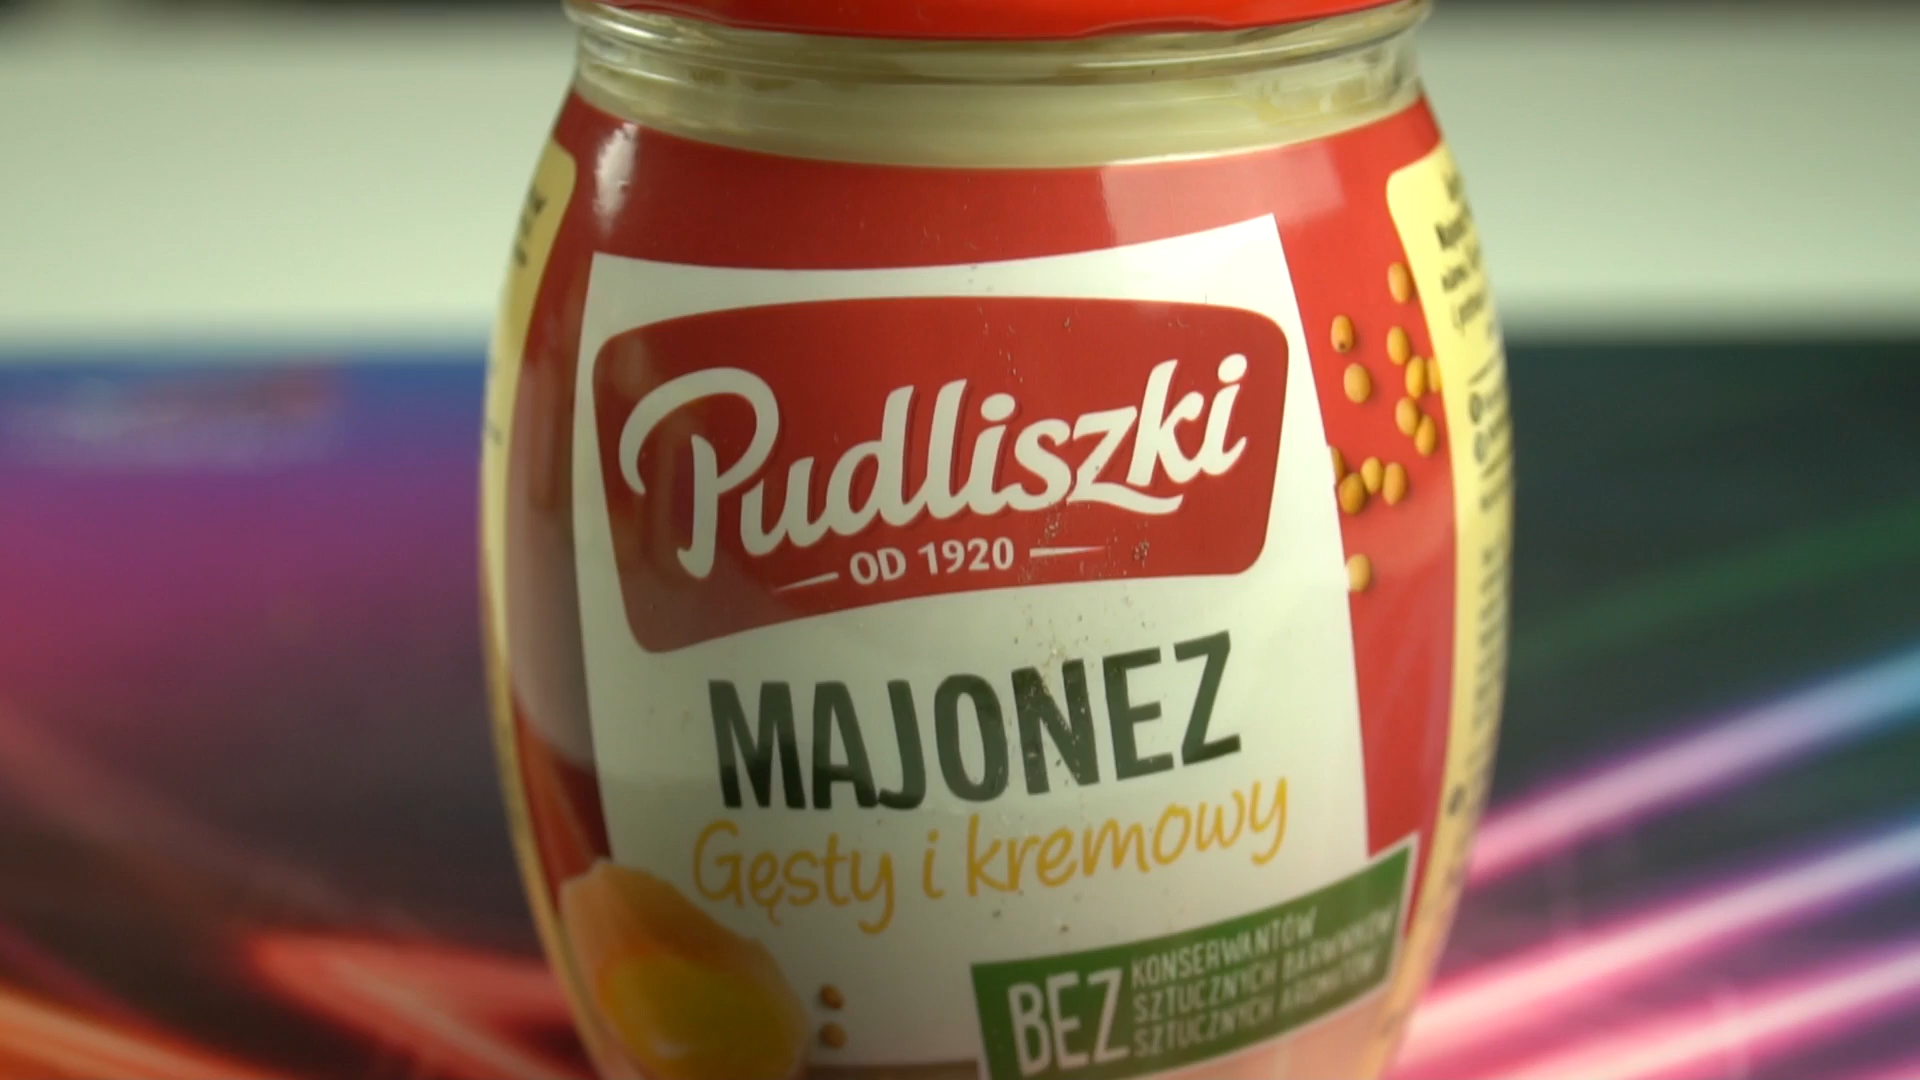 Pudliszki
OD 1920
MAJONEZ
Gęsty i kremowy
BEZ
KONSERWANTÓW
SZTUCZNYCH BARWNIKÓW
SZTUCZNYCH AROMATÓW